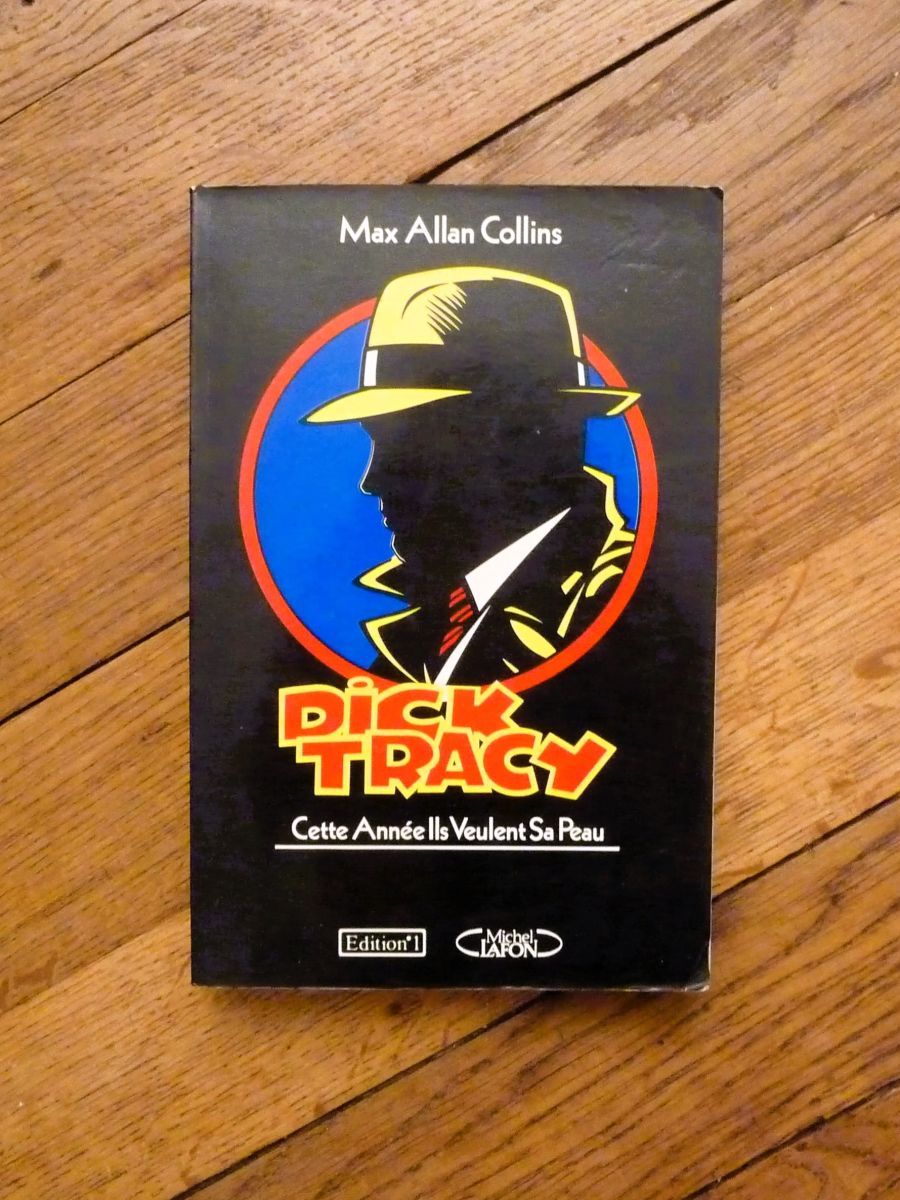 Max Allan Collins
DiCK
TRACY
Cette Année Ils Veulent Sa Peau
Edition°1
Michel
LAFON